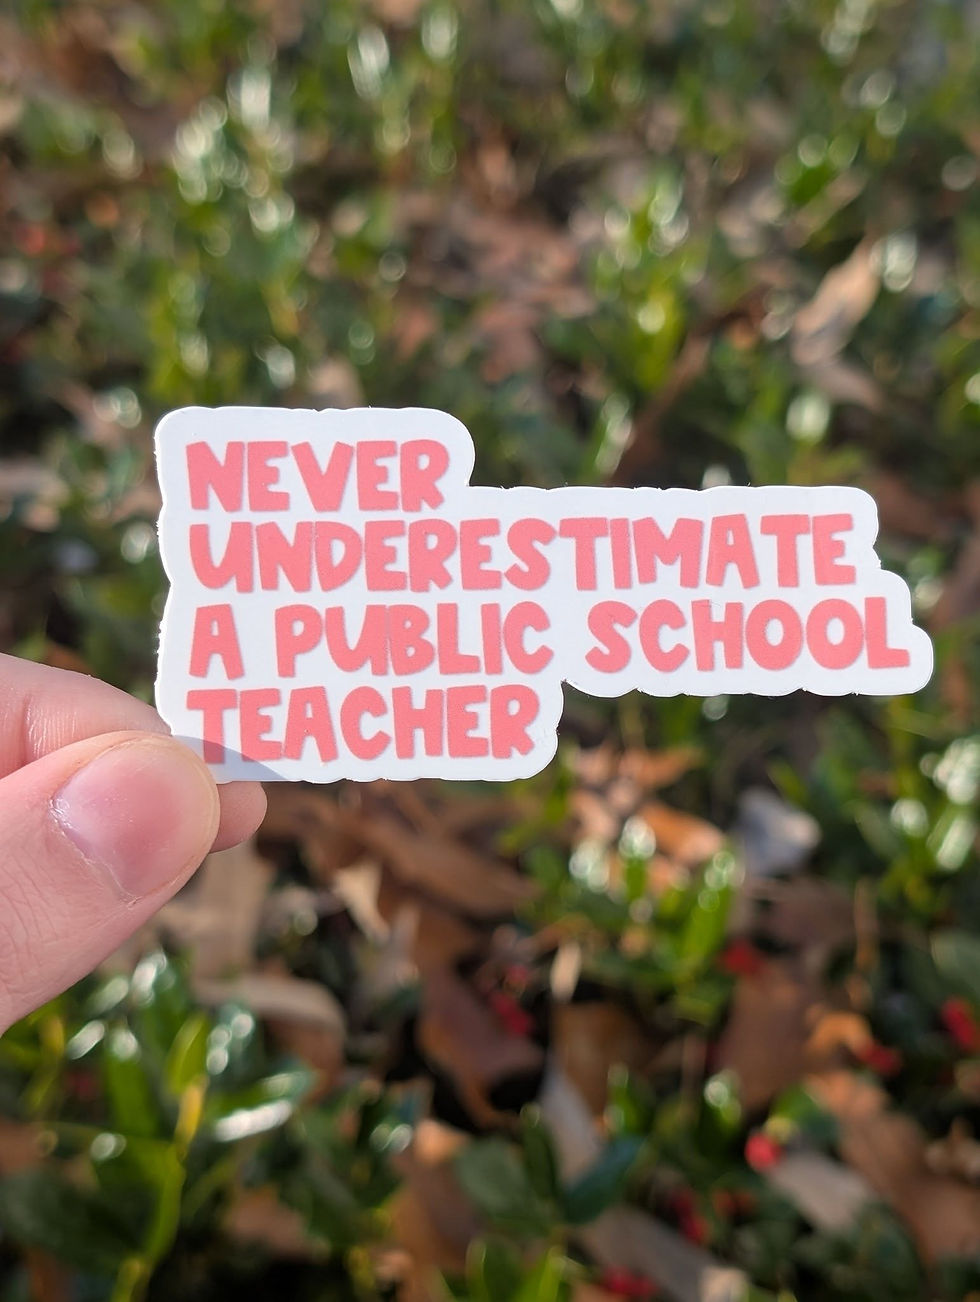 NEVER
UNDERESTIMATE
A PUBLIC SCHOOL
TEACHER